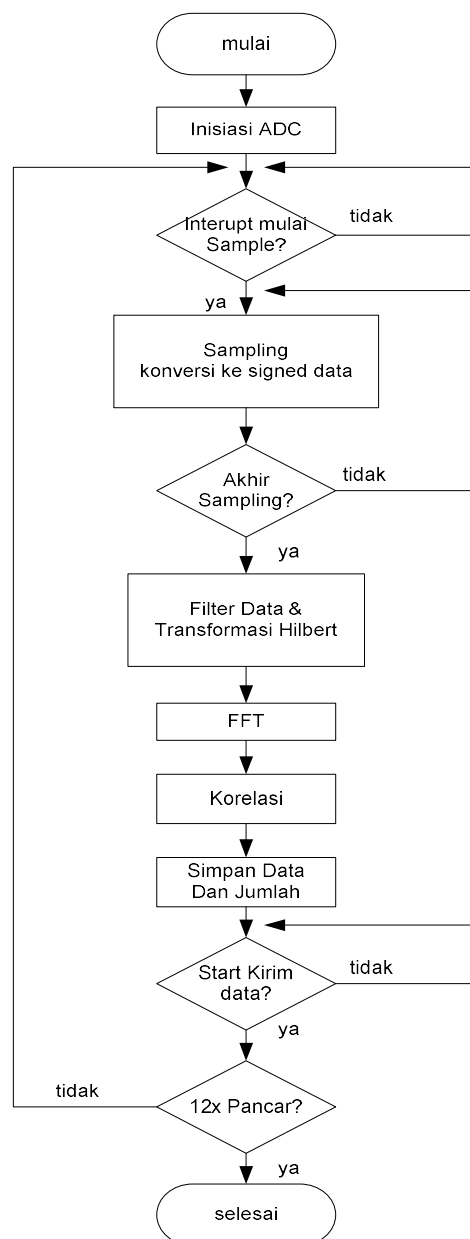 mulai
Inisiasi ADC
Interupt mulai
Sample?
tidak
ya
Sampling
konversi ke signed data
Akhir
Sampling?
tidak
ya
Filter Data &
Transformasi Hilbert
FFT
Korelasi
Simpan Data
Dan Jumlah
Start Kirim
data?
tidak
ya
12x Pancar?
tidak
ya
selesai